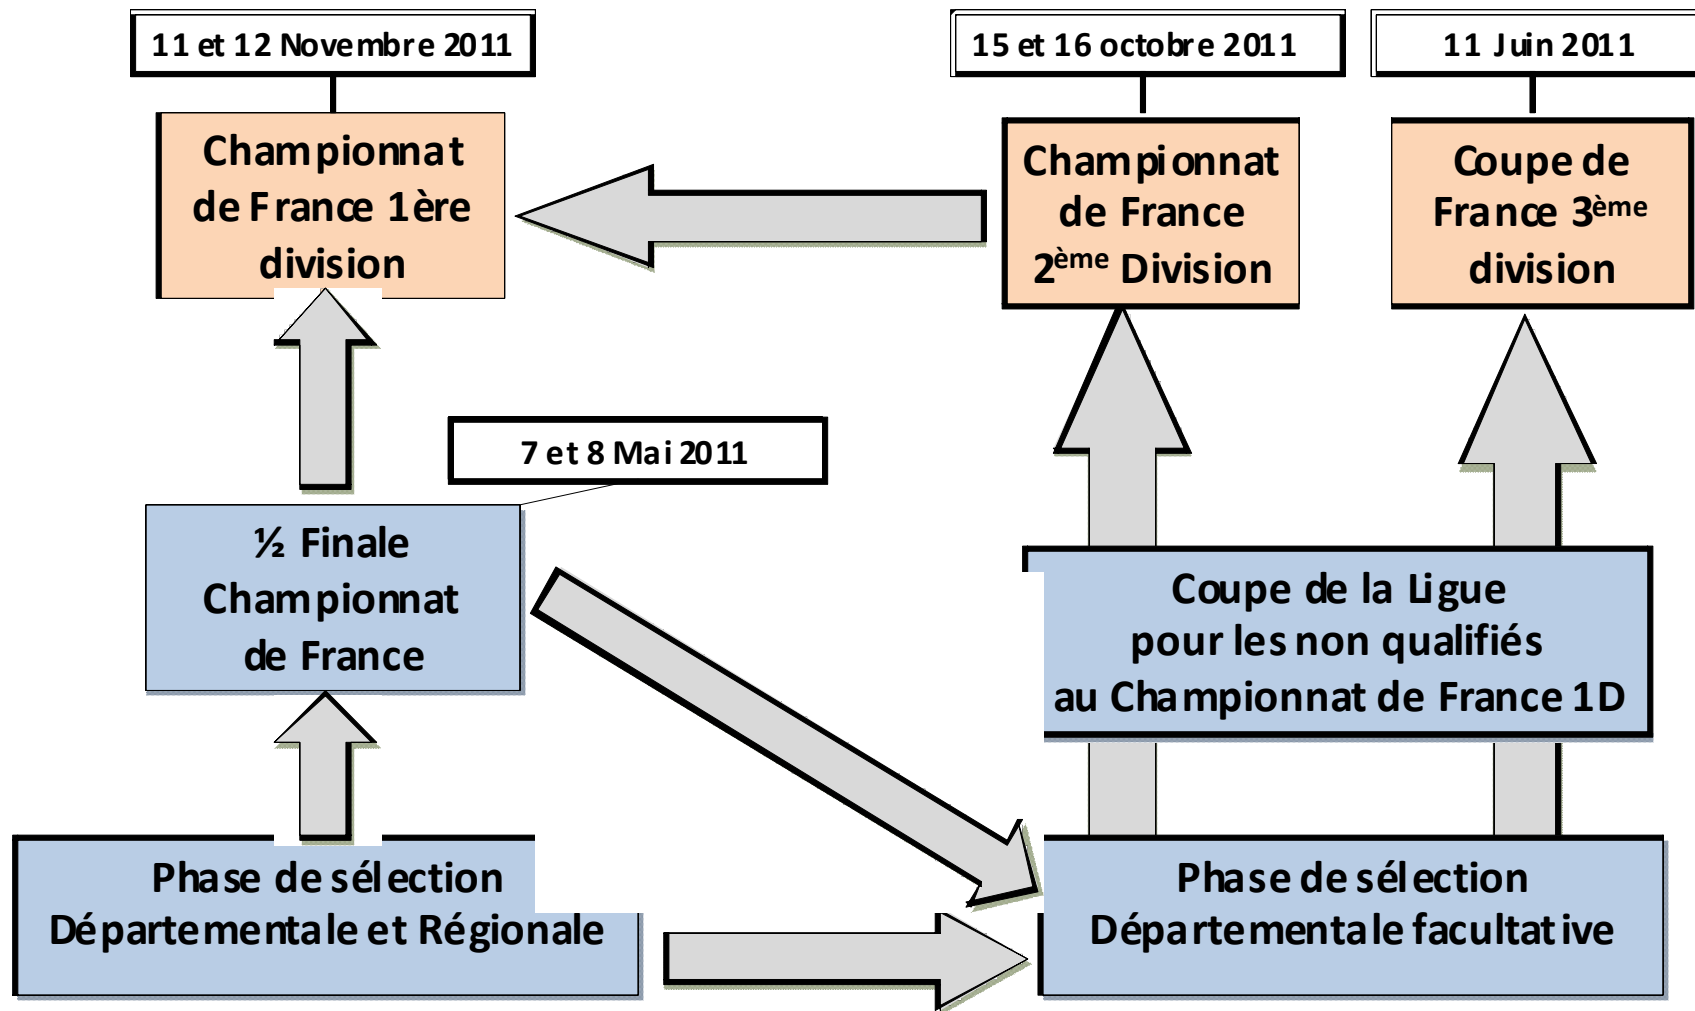 11 et 12 Novembre 2011
15 et 16 octobre 2011
11 Juin 2011
Championnat
de France 1ère
division
Championnat
de France
2ème Division
Coupe de
France 3ème
division
7 et 8 Mai 2011
½ Finale
Championnat
de France
Coupe de la Ligue
pour les non qualifiés
au Championnat de France 1D
Phase de sélection
Départementale et Régionale
Phase de sélection
Départementale facultative